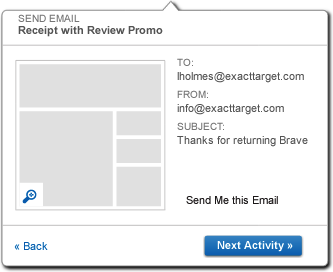 SEND EMAIL
Receipt with Review Promo
TO:
lholmes@exacttarget.com
FROM:
info@exacttarget.com
SUBJECT:
Thanks for returning Brave
Send Me this Email
« Back
Next Activity »